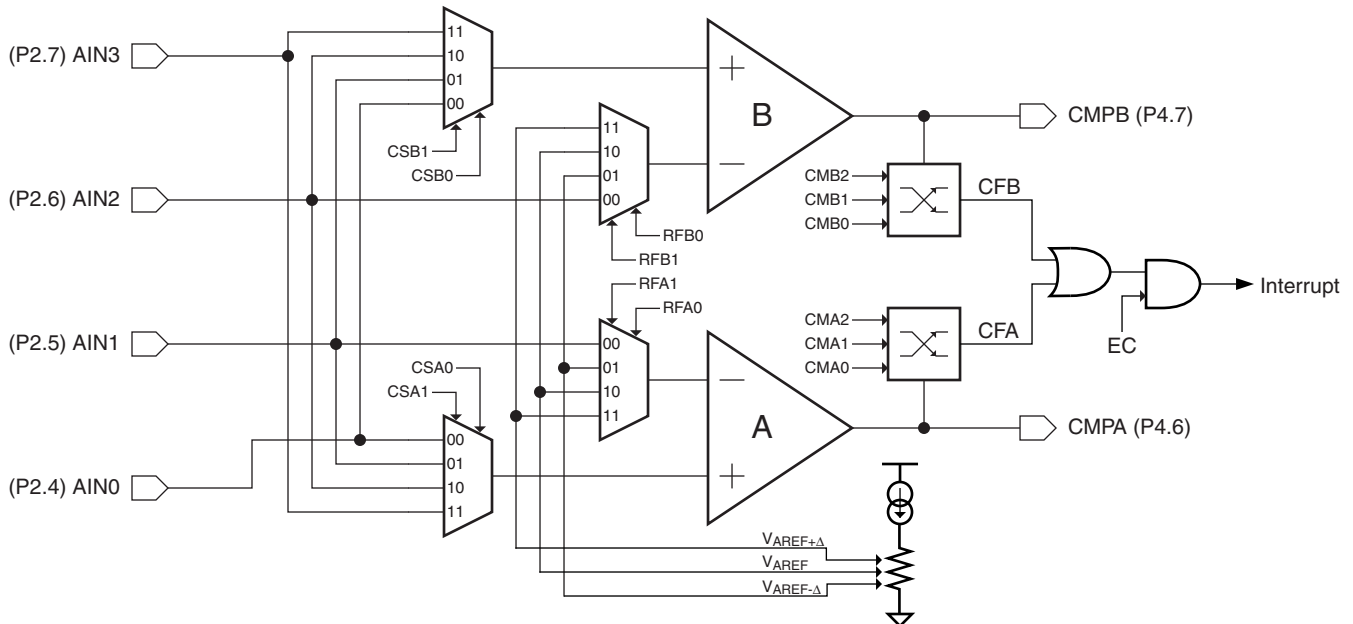 (P2.7) AIN3
11
10
01
00
CSB1
CSB0
B
CMPB (P4.7)
11
10
01
00
RFB0
RFB1
CMB2
CMB1
CMB0
CFB
(P2.6) AIN2
RFA1
RFA0
Interrupt
EC
(P2.5) AIN1
00
01
10
11
CMA2
CMA1
CMA0
CFA
CSA0
CSA1
A
CMPA (P4.6)
00
01
10
11
(P2.4) AIN0
VAREF+Δ
VAREF
VAREF-Δ